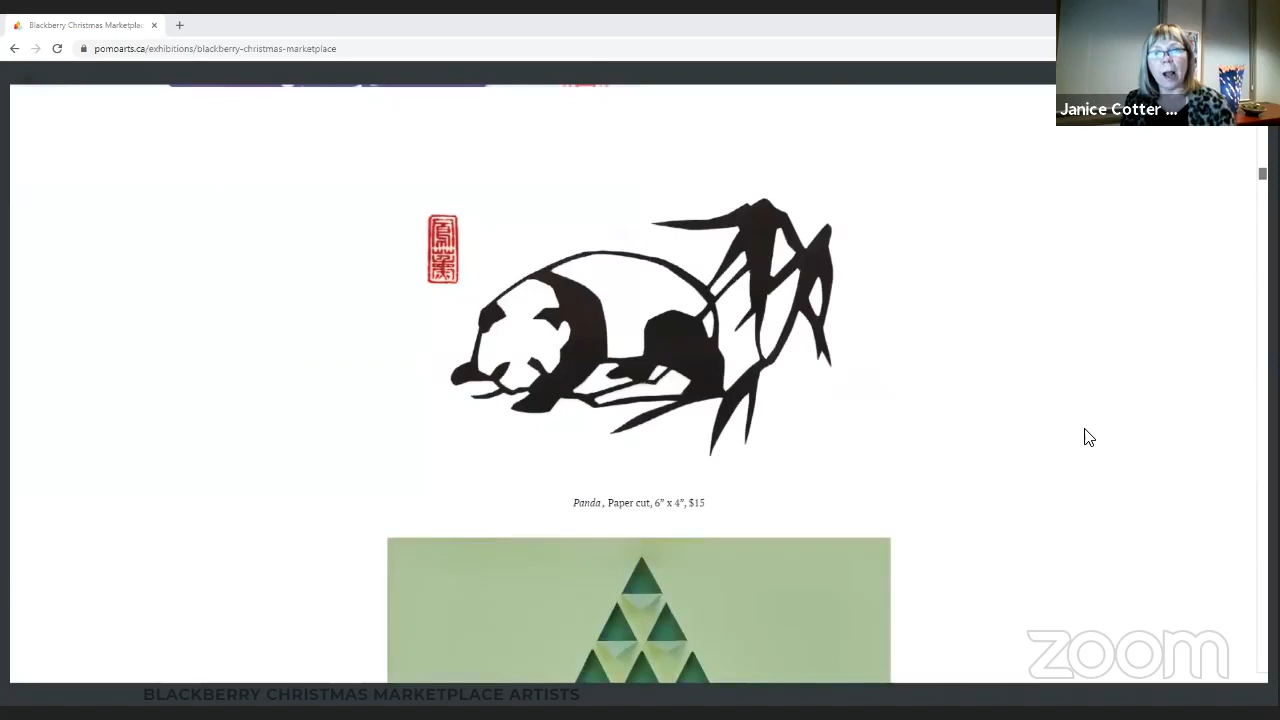 Blackberry Christmas Marketplac
pomoarts.ca/exhibitions/blackberry-christmas-marketplace
Janice Cotter ...
Panda, Paper cut, 6” x 4”, $15
zoom
BLACKBERRY CHRISTMAS MARKETPLACE ARTISTS